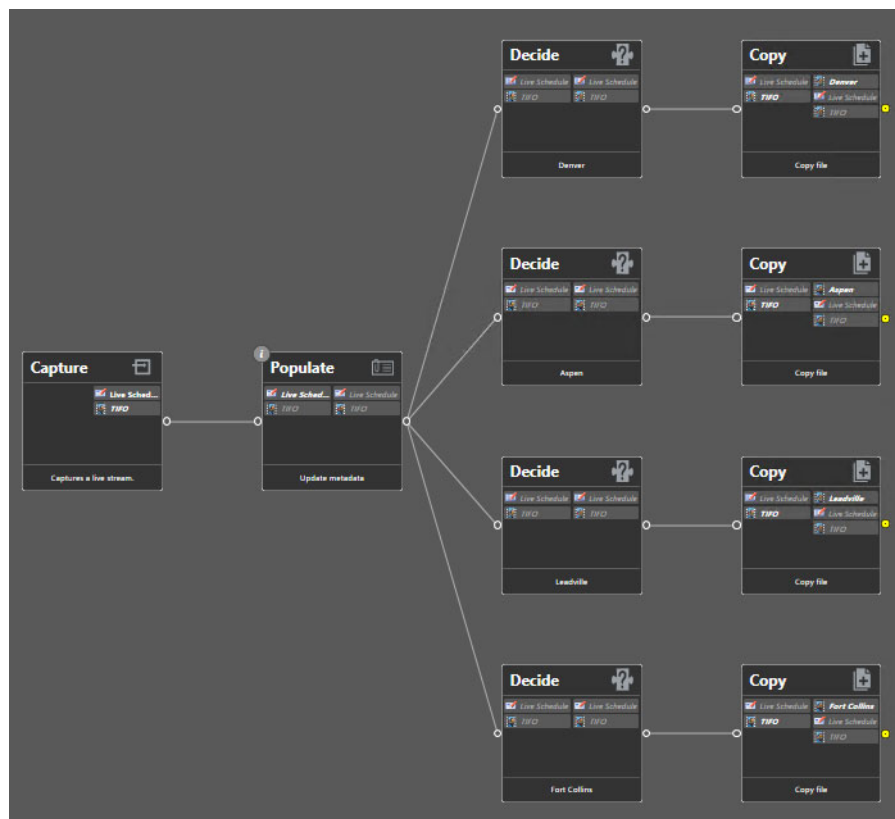 Decide
Live Schedule Live Schedule
TIFO TIFO
Denver
Copy
Live Schedule Denver
TIFO Live Schedule
TIFO
Copy file
Decide
Live Schedule Live Schedule
TIFO TIFO
Aspen
Copy
Live Schedule Aspen
TIFO Live Schedule
TIFO
Copy file
Capture
Live Sched...
TIFO
Captures a live stream.
i
Populate
Live Sched... Live Schedule
TIFO TIFO
Update metadata
Decide
Live Schedule Live Schedule
TIFO TIFO
Leadville
Copy
Live Schedule Leadville
TIFO Live Schedule
TIFO
Copy file
Decide
Live Schedule Live Schedule
TIFO TIFO
Fort Collins
Copy
Live Schedule Fort Collins
TIFO Live Schedule
TIFO
Copy file